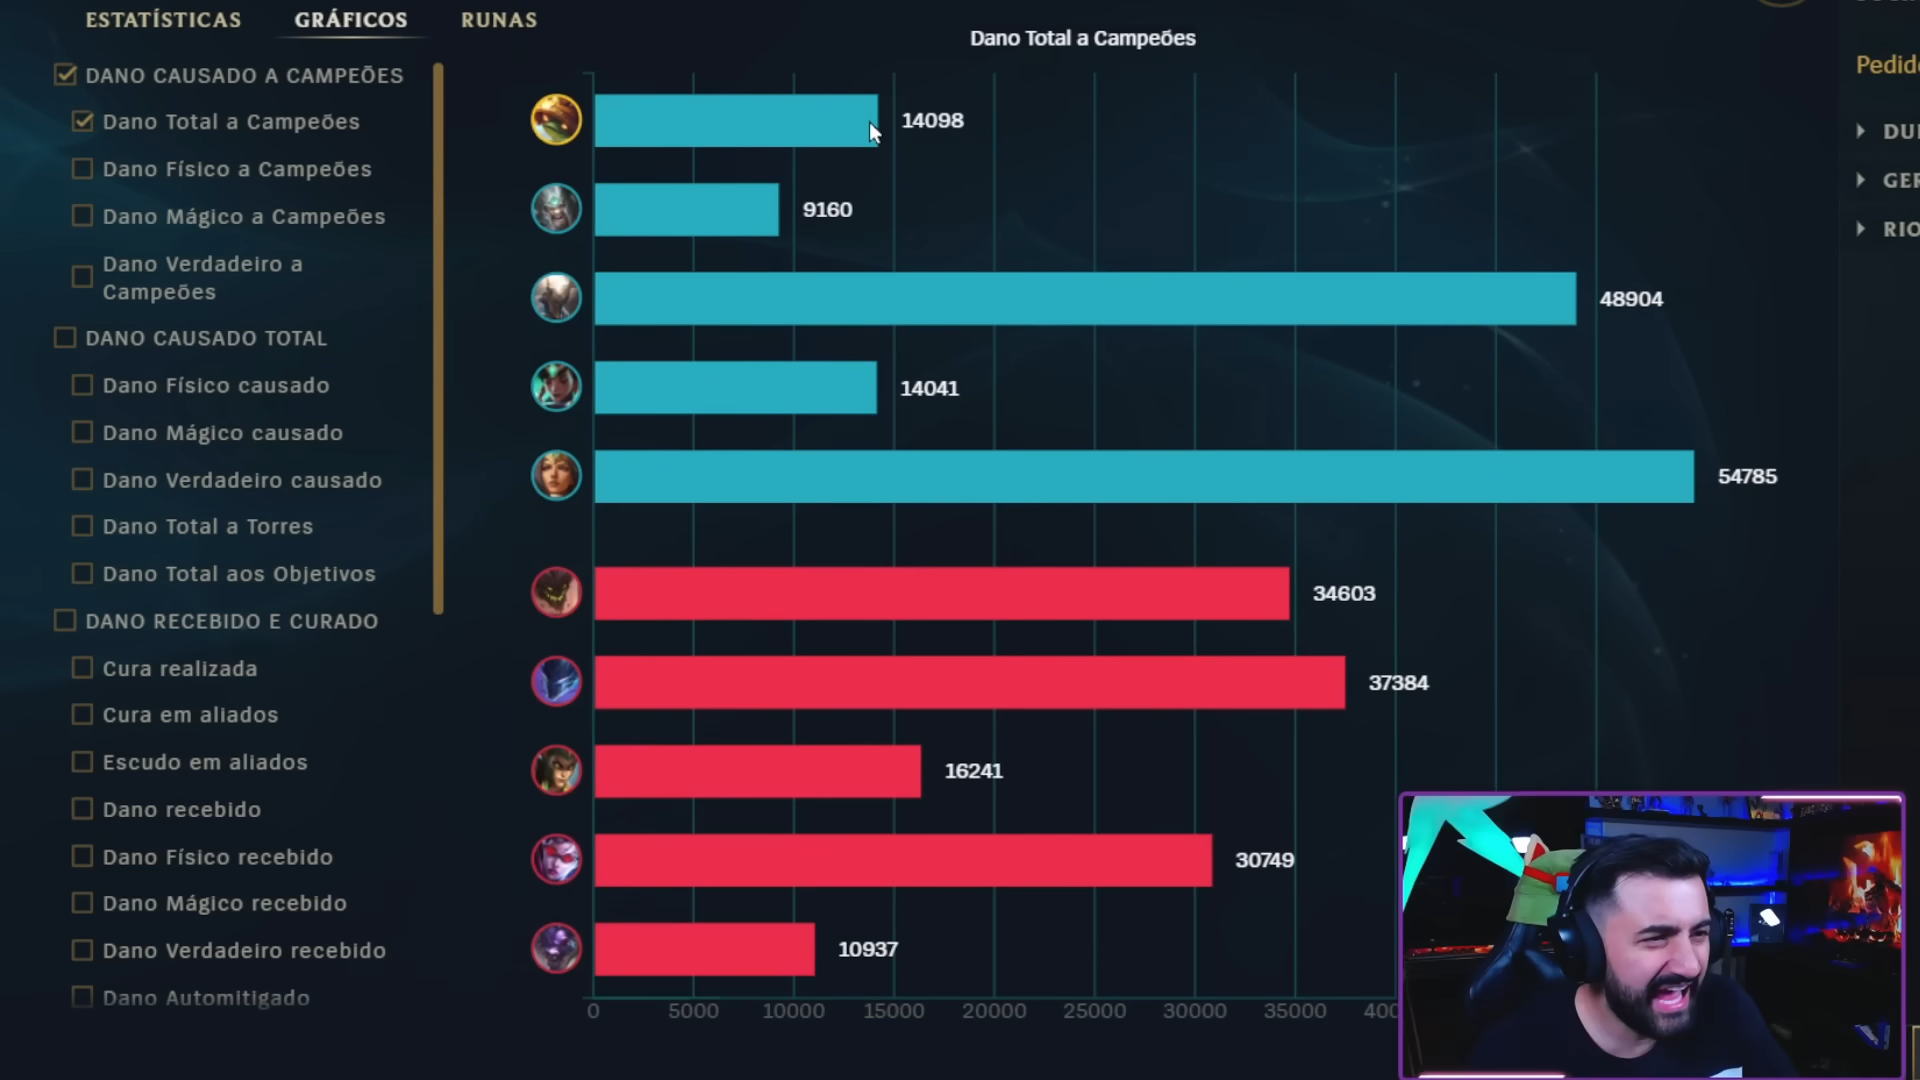 ESTATÍSTICAS
GRÁFICOS
RUNAS
Dano Total a Campeões
DANO CAUSADO A CAMPEÕES
Dano Total a Campeões
Dano Físico a Campeões
Dano Mágico a Campeões
Dano Verdadeiro a
Campeões
DANO CAUSADO TOTAL
Dano Físico causado
Dano Mágico causado
Dano Verdadeiro causado
Dano Total a Torres
Dano Total aos Objetivos
DANO RECEBIDO E CURADO
Cura realizada
Cura em aliados
Escudo em aliados
Dano recebido
Dano Físico recebido
Dano Mágico recebido
Dano Verdadeiro recebido
Dano Automitigado
14098
9160
48904
14041
54785
34603
37384
16241
30749
10937
0
5000
10000
15000
20000
25000
30000
35000
Pedid
DU
GER
RIO